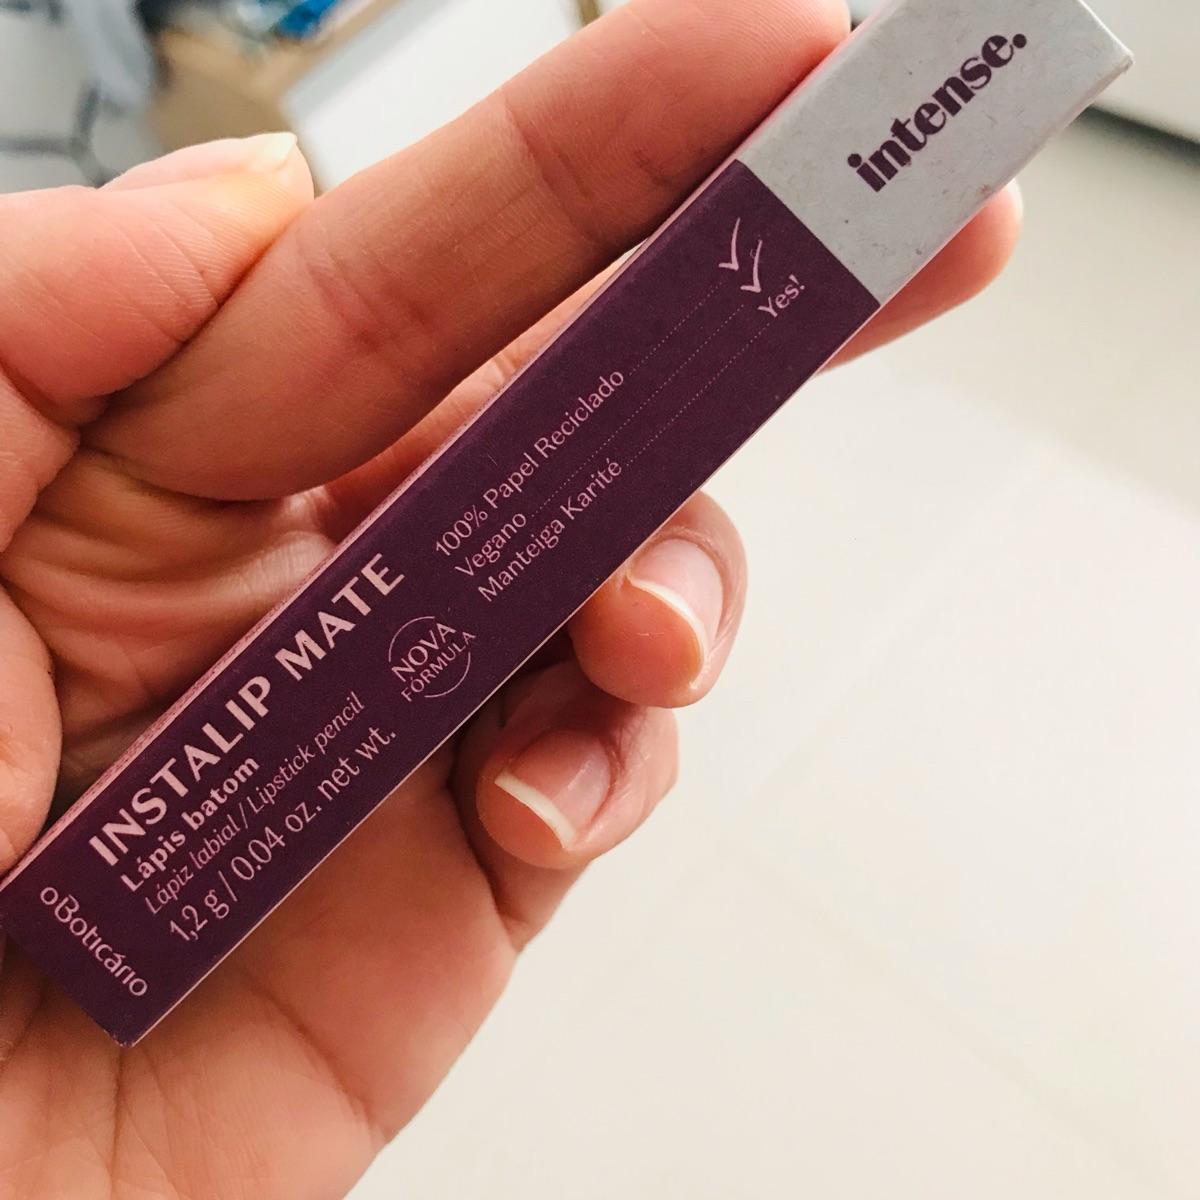 intense.
100% Papel Reciclado
Vegano
Manteiga Karité Yes!
INSTALIP MATE
Lápis batom
Lápiz labial / Lipstick pencil
1,2 g / 0.04 oz. net wt.
NOVA
FÓRMULA
oBoticário